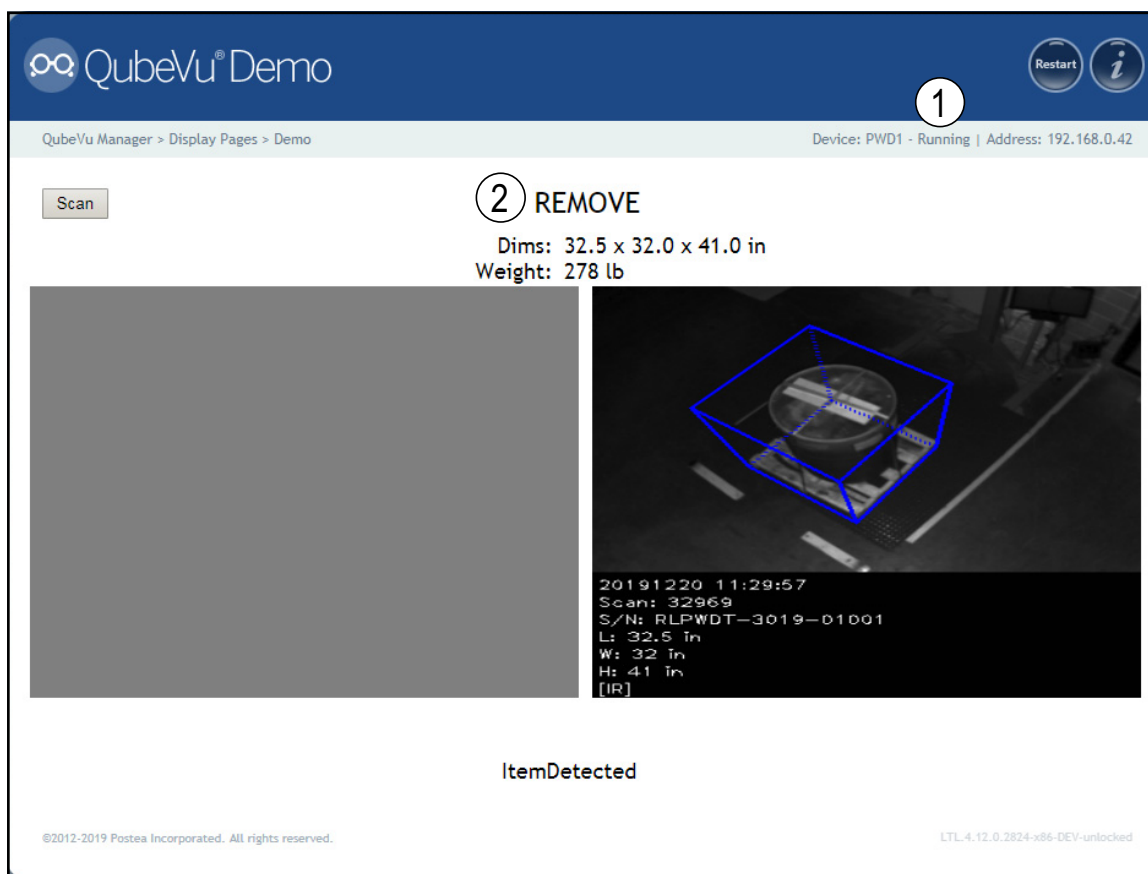 QubeVu® Demo
Restart
i
1
QubeVu Manager > Display Pages > Demo
Device: PWD1 - Running | Address: 192.168.0.42
Scan
2 REMOVE
Dims: 32.5 x 32.0 x 41.0 in
Weight: 278 lb
20191220 11:29:57
Scan: 32969
S/N: RLPWDT-3019-01001
L: 32.5 in
W: 32 in
H: 41 in
[IR]
ItemDetected
©2012-2019 Postea Incorporated. All rights reserved.
LTL.4.12.0.2824-x86-DEV-unlocked